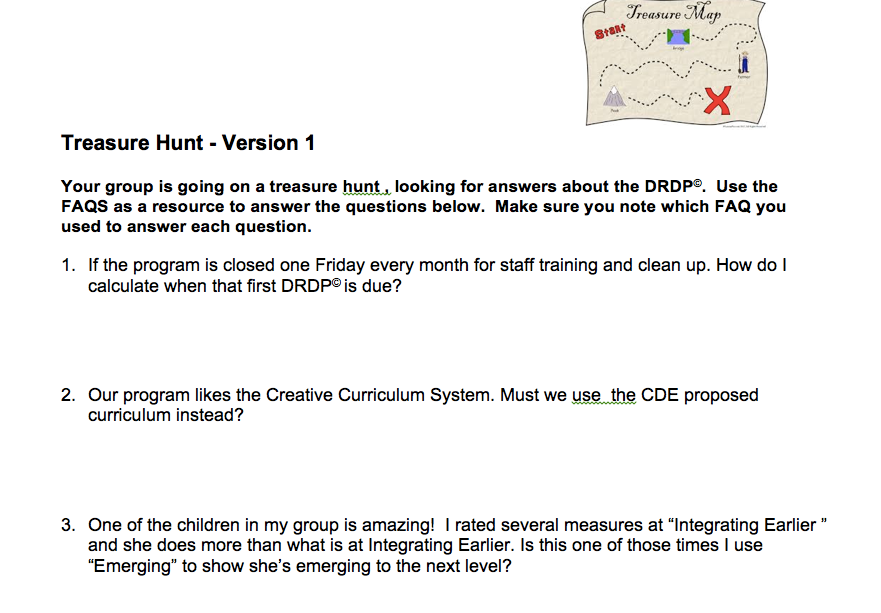 Treasure Map
Start
Bridge
Treasure Hunt - Version 1
Your group is going on a treasure hunt , looking for answers about the DRDP©. Use the
FAQS as a resource to answer the questions below. Make sure you note which FAQ you
used to answer each question.
1. If the program is closed one Friday every month for staff training and clean up. How do I
calculate when that first DRDP© is due?
2. Our program likes the Creative Curriculum System. Must we use the CDE proposed
curriculum instead?
3. One of the children in my group is amazing! I rated several measures at “Integrating Earlier ”
and she does more than what is at Integrating Earlier. Is this one of those times I use
“Emerging” to show she’s emerging to the next level?